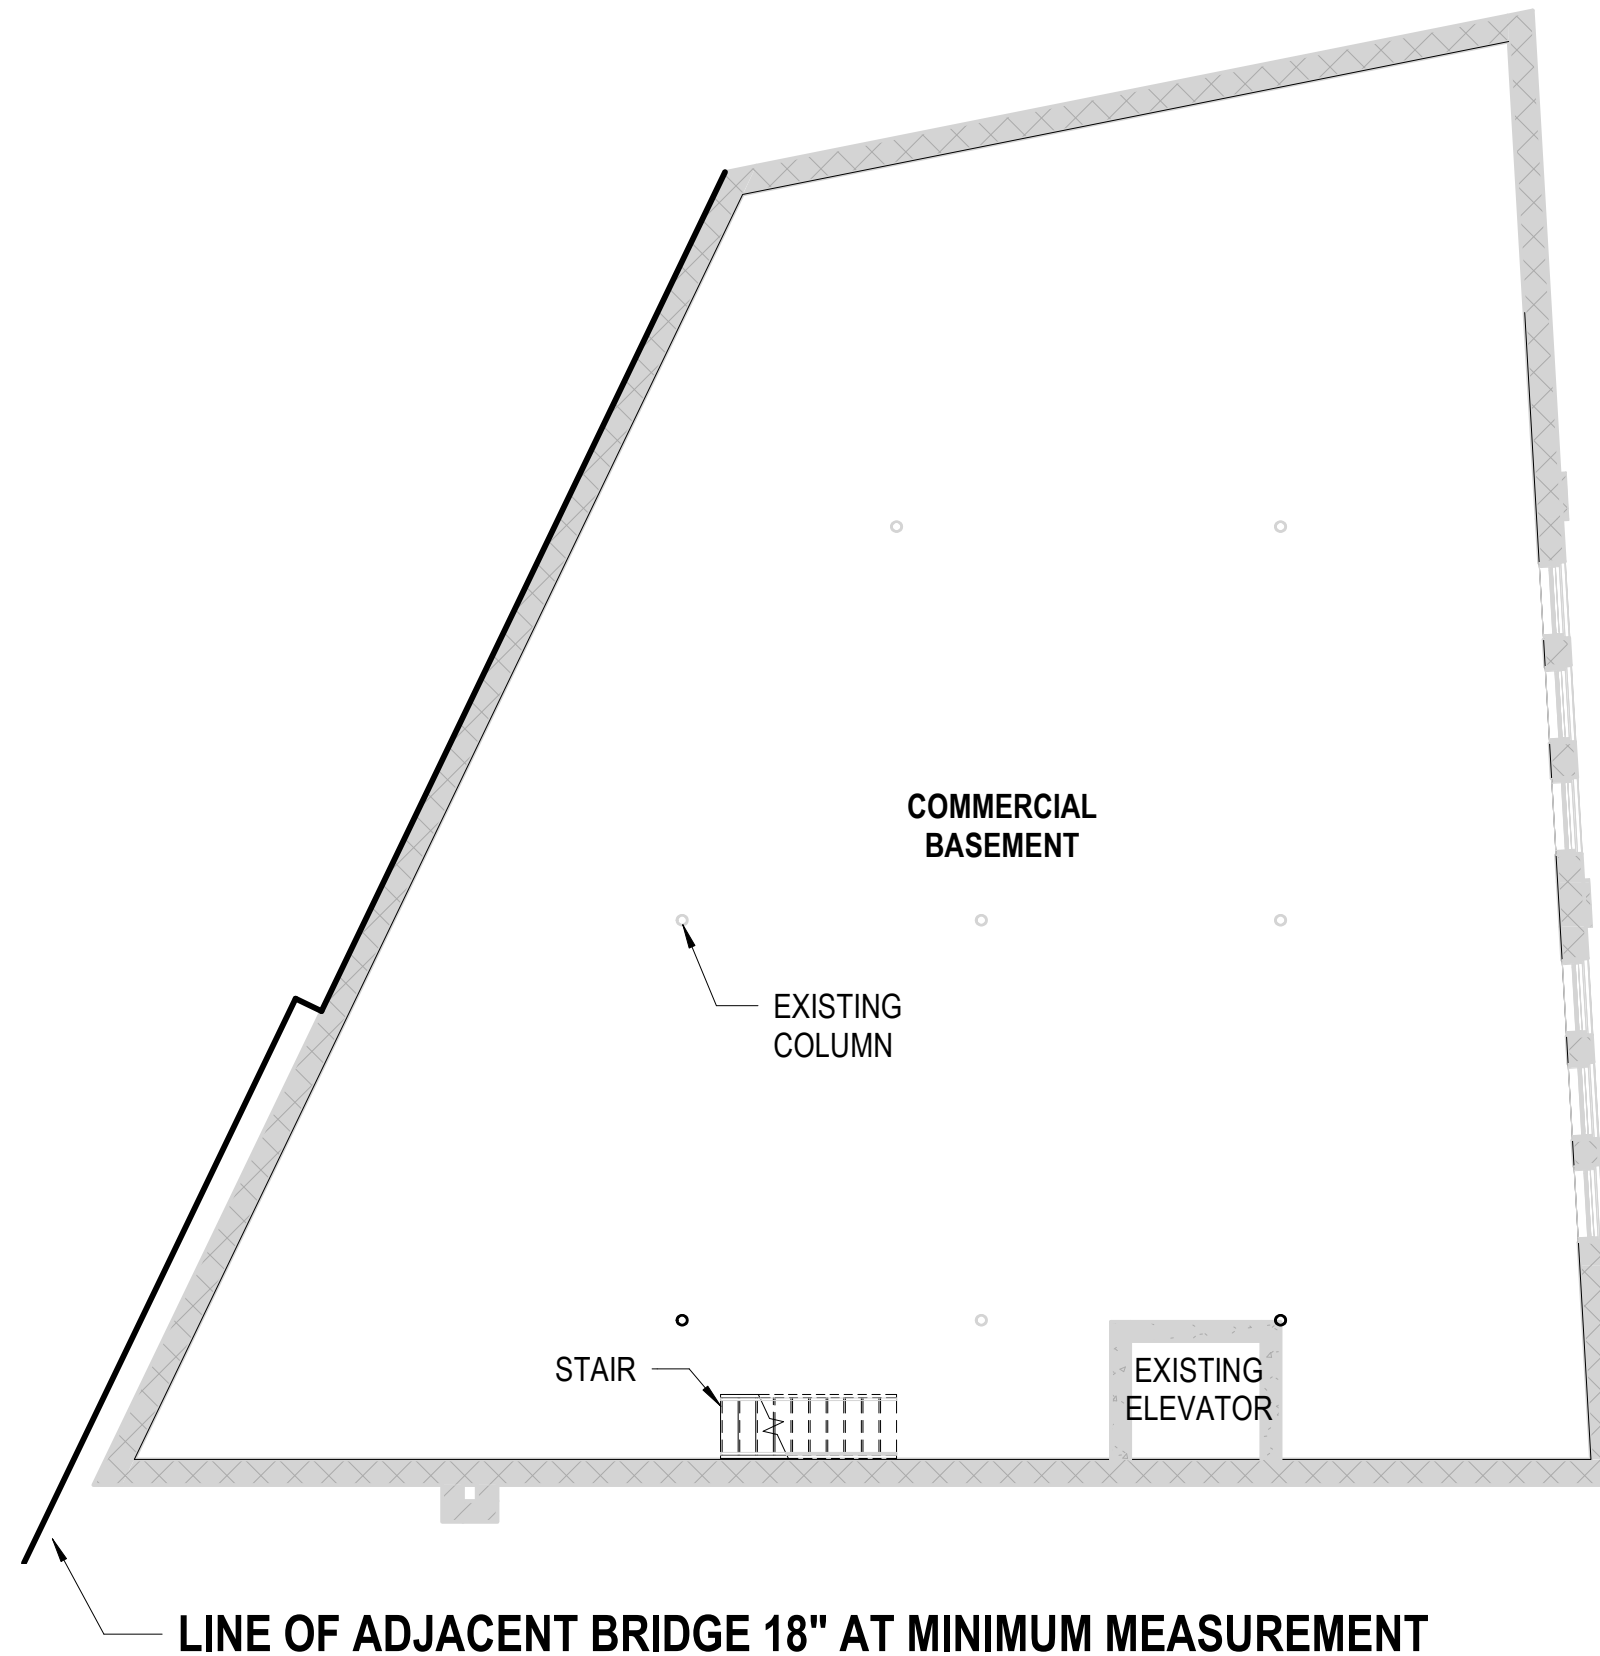 COMMERCIAL
BASEMENT
EXISTING
COLUMN
STAIR
EXISTING
ELEVATOR
LINE OF ADJACENT BRIDGE 18" AT MINIMUM MEASUREMENT